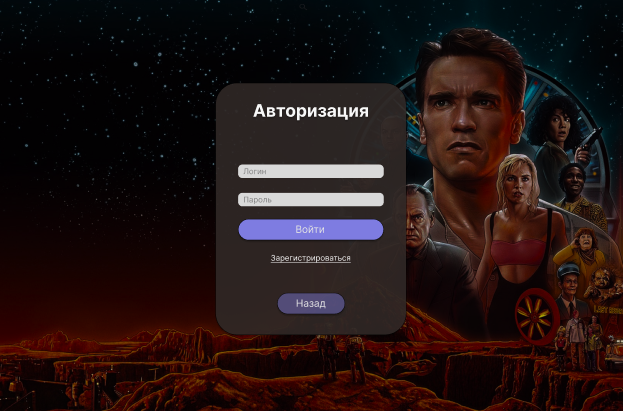 Авторизация
Логин
Пароль
Войти
Зарегистрироваться
Назад